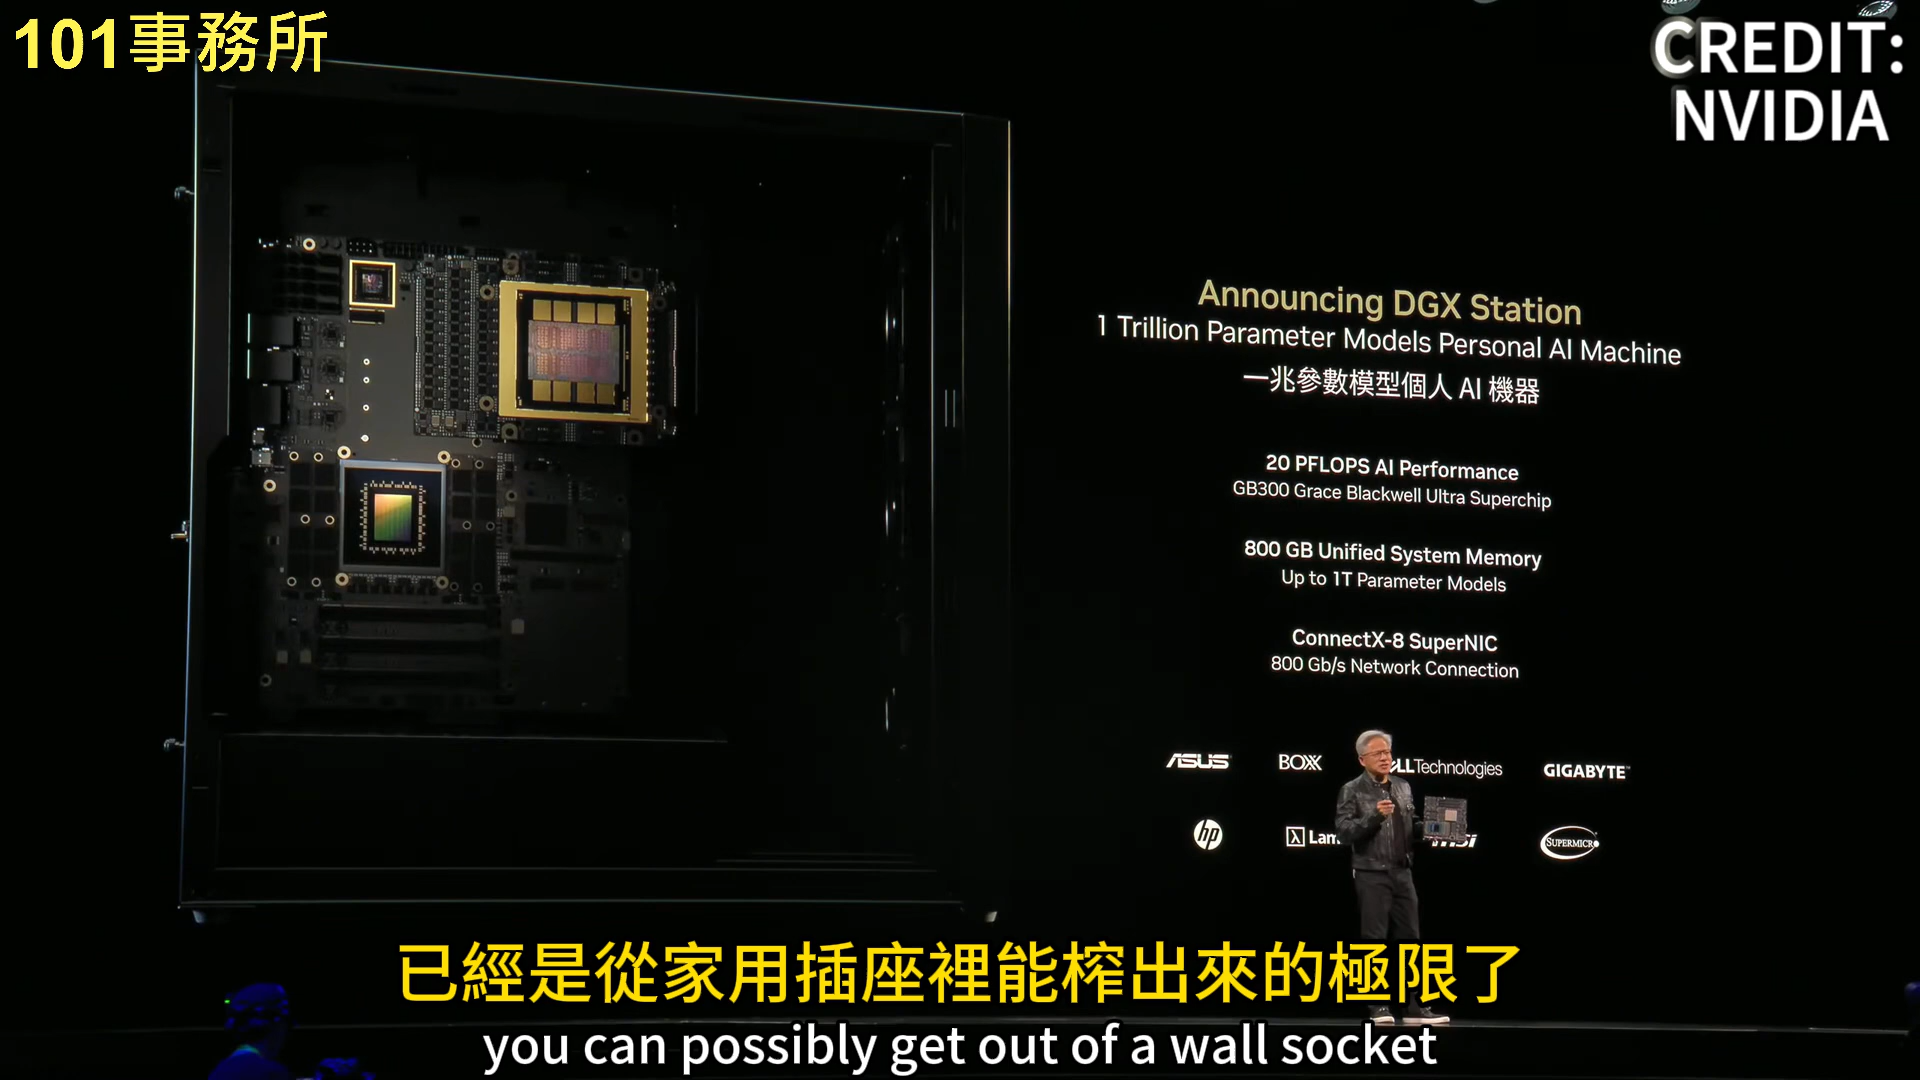 101事務所
CREDIT:
NVIDIA
Announcing DGX Station
1 Trillion Parameter Models Personal AI Machine
一兆參數模型個人 AI 機器
20 PFLOPS AI Performance
GB300 Grace Blackwell Ultra Superchip
800 GB Unified System Memory
Up to 1T Parameter Models
ConnectX-8 SuperNIC
800 Gb/s Network Connection
ASUS BOXX Technologies GIGABYTE
hp msi SUPERMICRO
已經是從家用插座裡能榨出來的極限了
you can possibly get out of a wall socket